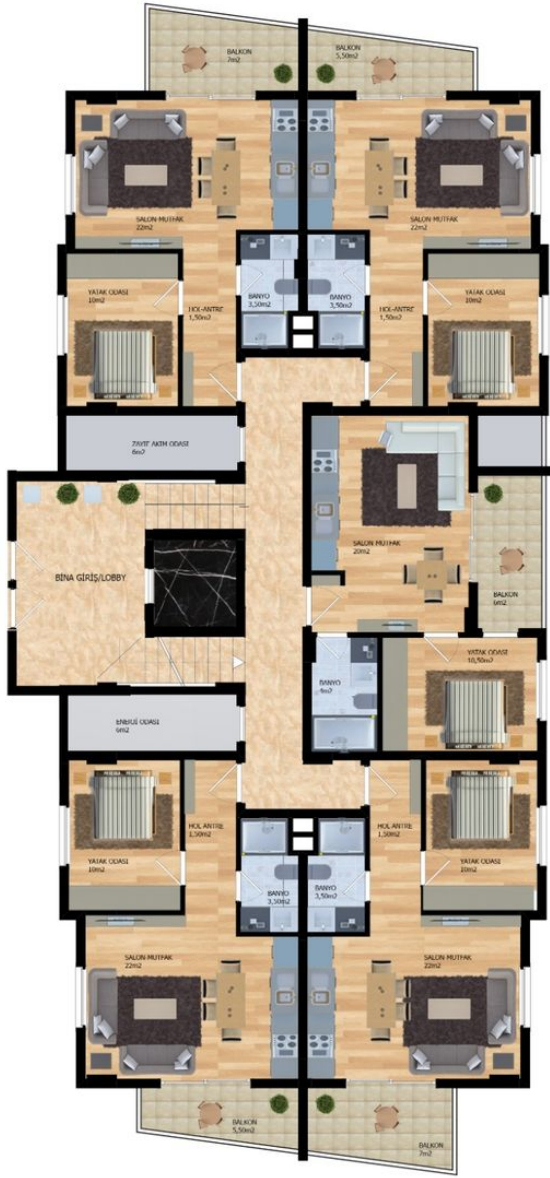 BALKON
7m2
BALKON
5,50m2
SALON-MUTFAK
22m2
SALON-MUTFAK
22m2
YATAK ODASI
10m2
BANYO
3,50m2
BANYO
3,50m2
YATAK ODASI
10m2
HOL-ANTRE
1,50m2
HOL-ANTRE
1,50m2
ZAYIF AKIM ODASI
6m2
SALON MUTFAK
20m2
BİNA GİRİŞ/LOBBY
BALKON
6m2
YATAK ODASI
10,50m2
BANYO
4m2
ENERJİ ODASI
6m2
HOL ANTRE
1,50m2
HOL ANTRE
1,50m2
YATAK ODASI
10m2
BANYO
3,50m2
BANYO
3,50m2
YATAK ODASI
10m2
SALON-MUTFAK
22m2
SALON-MUTFAK
22m2
BALKON
5,50m2
BALKON
7m2